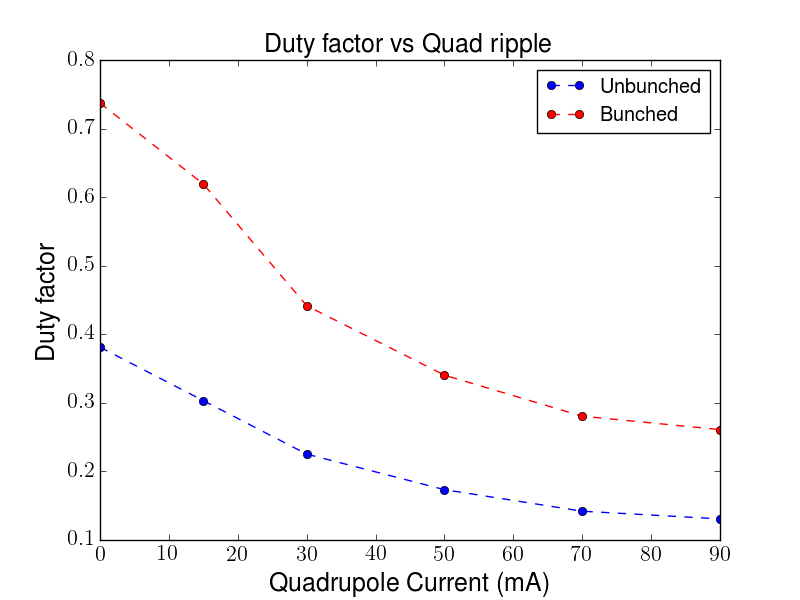 Duty factor vs Quad ripple
Unbunched
Bunched
Duty factor
0.8
0.7
0.6
0.5
0.4
0.3
0.2
0.1
0 10 20 30 40 50 60 70 80 90
Quadrupole Current (mA)